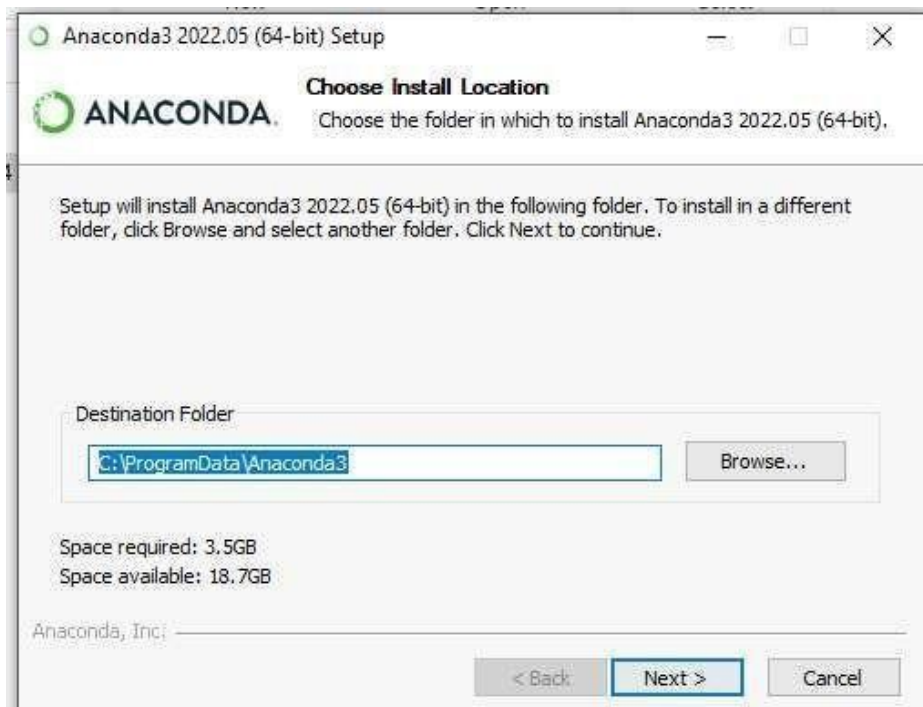 Anaconda3 2022.05 (64-bit) Setup
ANACONDA.
Choose Install Location
Choose the folder in which to install Anaconda3 2022.05 (64-bit).
Setup will install Anaconda3 2022.05 (64-bit) in the following folder. To install in a different
folder, click Browse and select another folder. Click Next to continue.
Destination Folder
C:\ProgramData\Anaconda3
Browse...
Space required: 3.5GB
Space available: 18.7GB
Anaconda, Inc.
< Back
Next >
Cancel